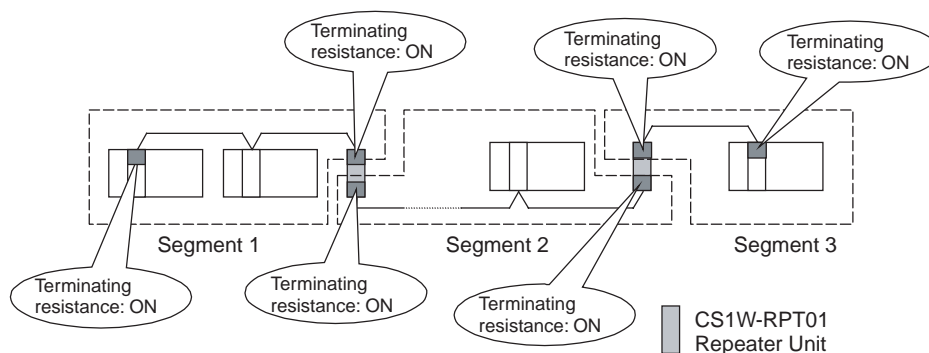 Terminating
resistance: ON
Terminating
resistance: ON
Terminating
resistance: ON
Segment 1
Segment 2
Segment 3
Terminating
resistance: ON
Terminating
resistance: ON
Terminating
resistance: ON
CS1W-RPT01
Repeater Unit